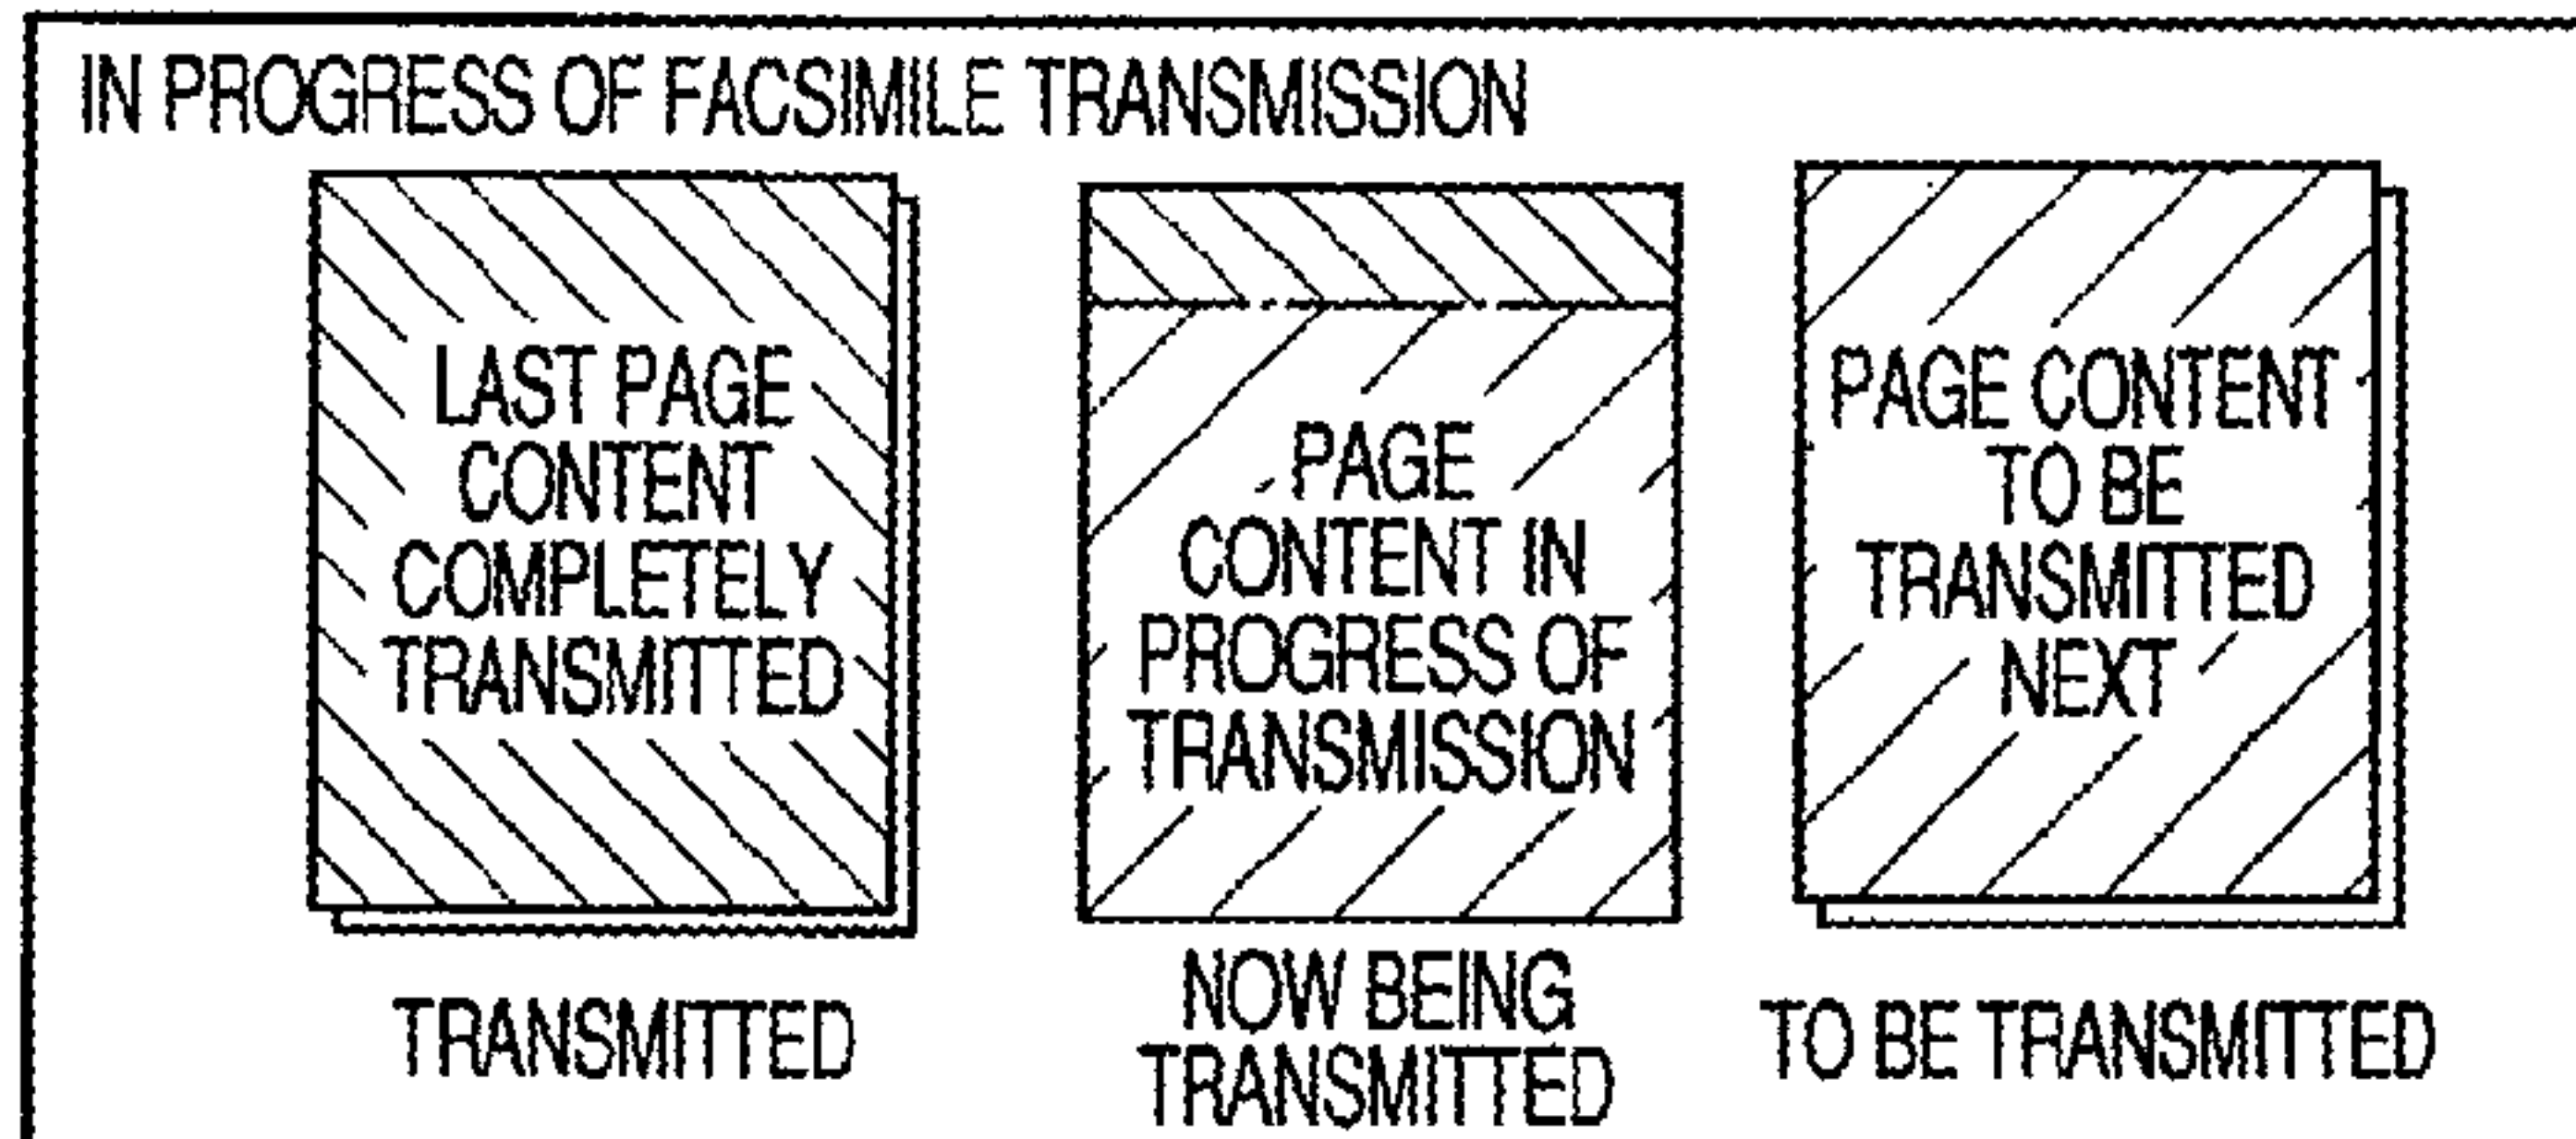 IN PROGRESS OF FACSIMILE TRANSMISSION
LAST PAGE
CONTENT
COMPLETELY
TRANSMITTED
PAGE
CONTENT IN
PROGRESS OF
TRANSMISSION
PAGE CONTENT
TO BE
TRANSMITTED
NEXT
TRANSMITTED
NOW BEING
TRANSMITTED
TO BE TRANSMITTED